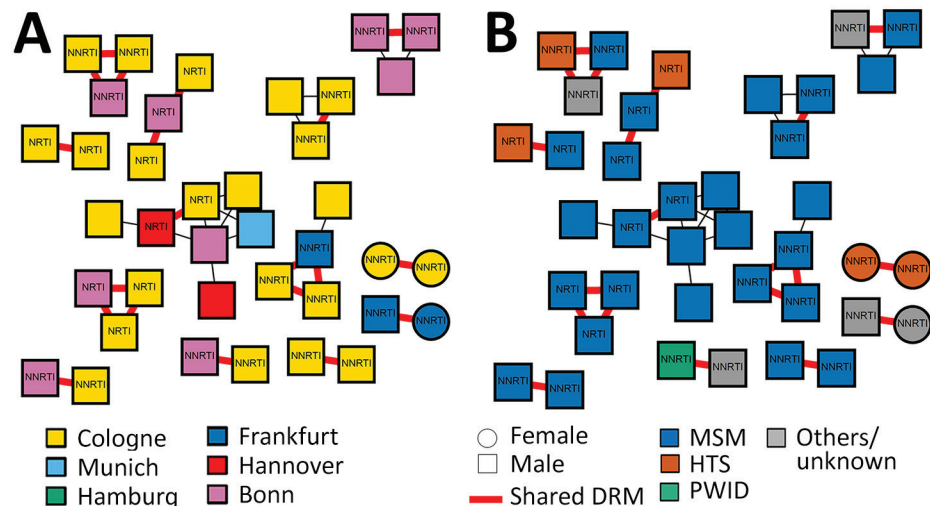 A
NNRTI NNRTI
NNRTI NNRTI
NRTI
NNRTI
NNRTI
NRTI
NNRTI
NRTI NRTI
NRTI
NRTI
NRTI
NNRTI
NNRTI NNRTI
NNRTI
NRTI NRTI
NNRTI
NNRTI NNRTI
NRTI
NNRTI NNRTI
NNRTI NNRTI
NNRTI NNRTI
Cologne
Munich
Hamburg
Frankfurt
Hannover
Bonn
B
NNRTI NNRTI
NNRTI NNRTI
NRTI
NNRTI
NNRTI
NRTI
NNRTI
NRTI NRTI
NRTI
NRTI
NRTI
NNRTI
NNRTI NNRTI
NNRTI
NRTI NRTI
NNRTI
NNRTI NNRTI
NRTI
NNRTI NNRTI
NNRTI NNRTI
NNRTI NNRTI
Female
Male
Shared DRM
MSM
HTS
PWID
Others/
unknown